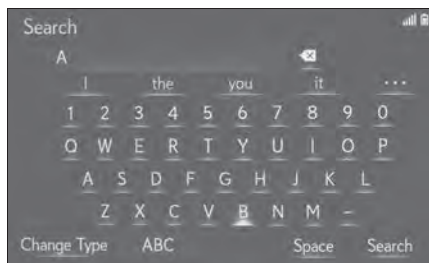 Search
A
I the you it ...
1 2 3 4 5 6 7 8 9 0
Q W E R T Y U I O P
A S D F G H J K L
Z X C V B N M -
Change Type ABC Space Search